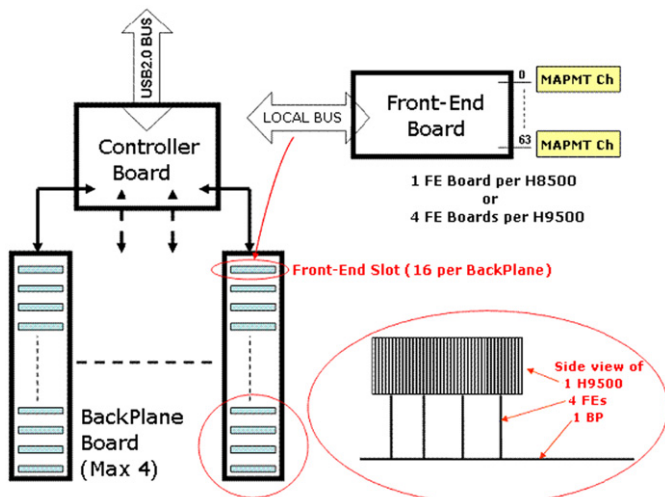 USB2.0 BUS
Controller
Board
LOCAL BUS
Front-End
Board
0
MAPMT Ch
63
MAPMT Ch
1 FE Board per H8500
or
4 FE Boards per H9500
Front-End Slot (16 per BackPlane)
BackPlane
Board
(Max 4)
Side view of
1 H9500
4 FEs
1 BP